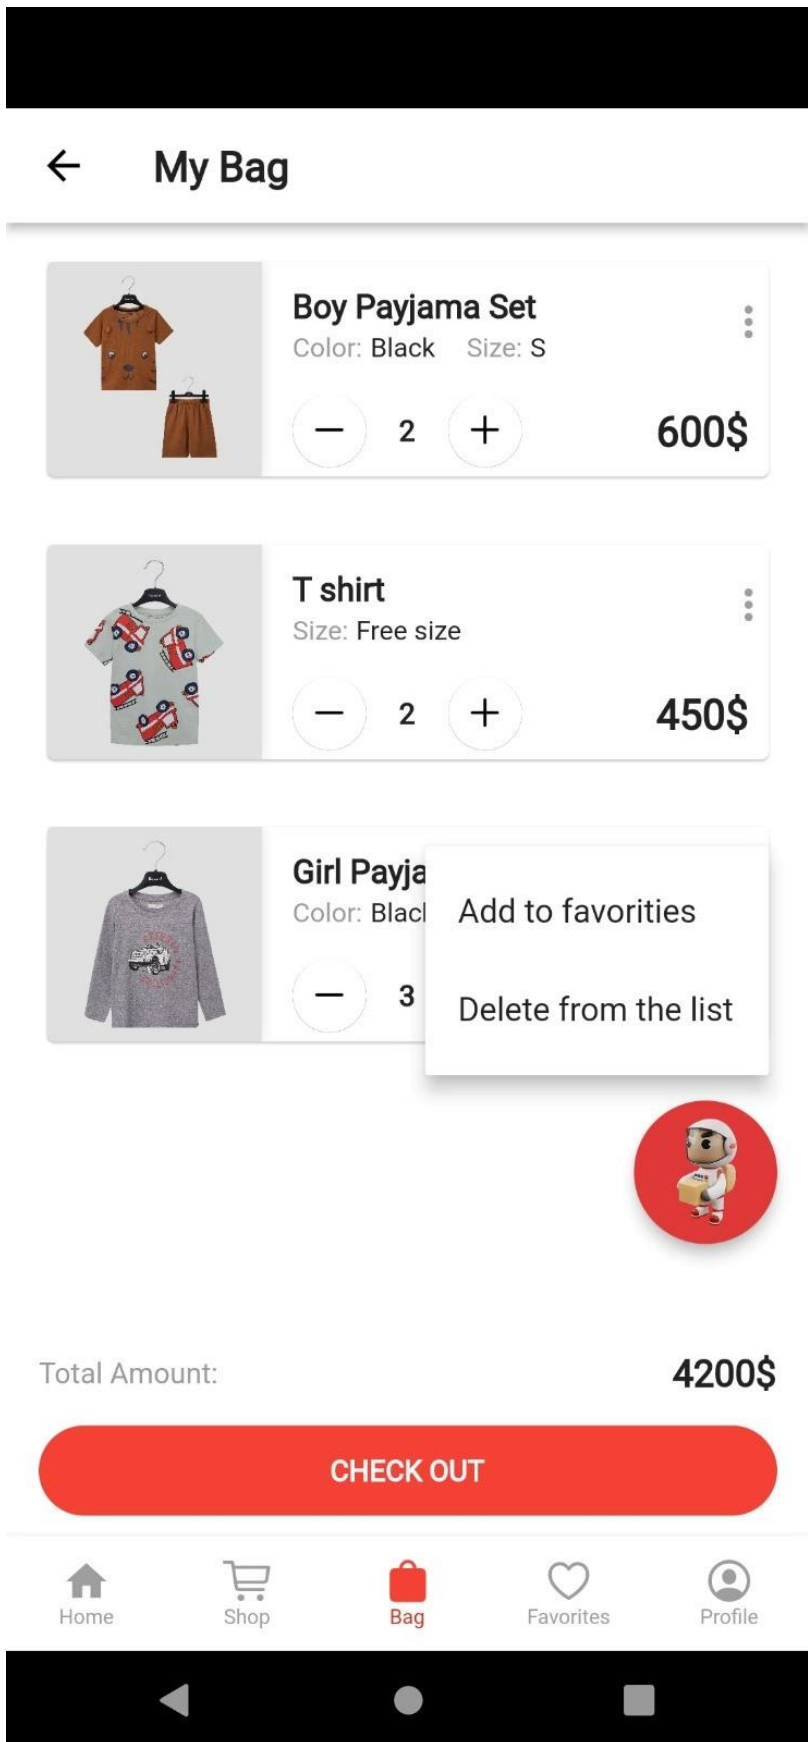 My Bag
Boy Payjama Set
Color: Black Size: S
2
600$
T shirt
Size: Free size
2
450$
Girl Payja
Color: Blac
3
Add to favorities
Delete from the list
Total Amount:
4200$
CHECK OUT
Home
Shop
Bag
Favorites
Profile